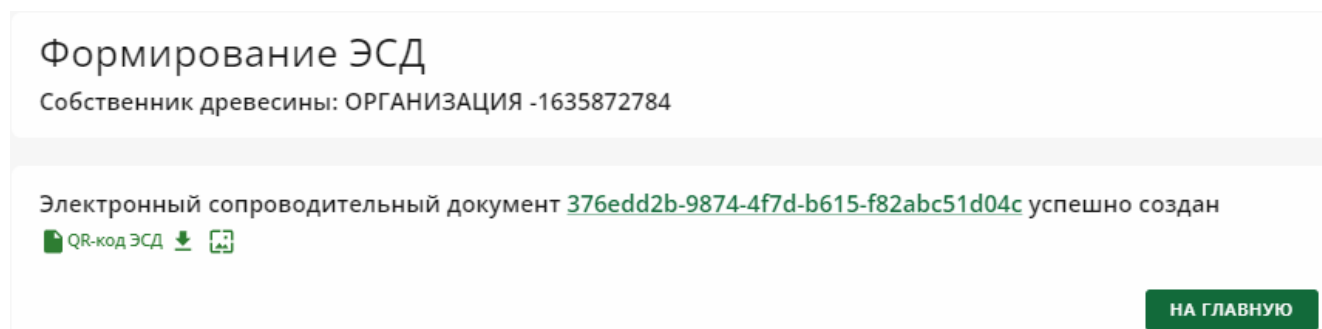 Формирование ЭСД
Собственник древесины: ОРГАНИЗАЦИЯ -1635872784
Электронный сопроводительный документ 376edd2b-9874-4f7d-b615-f82abc51d04c успешно создан
QR-код ЭСД
НА ГЛАВНУЮ